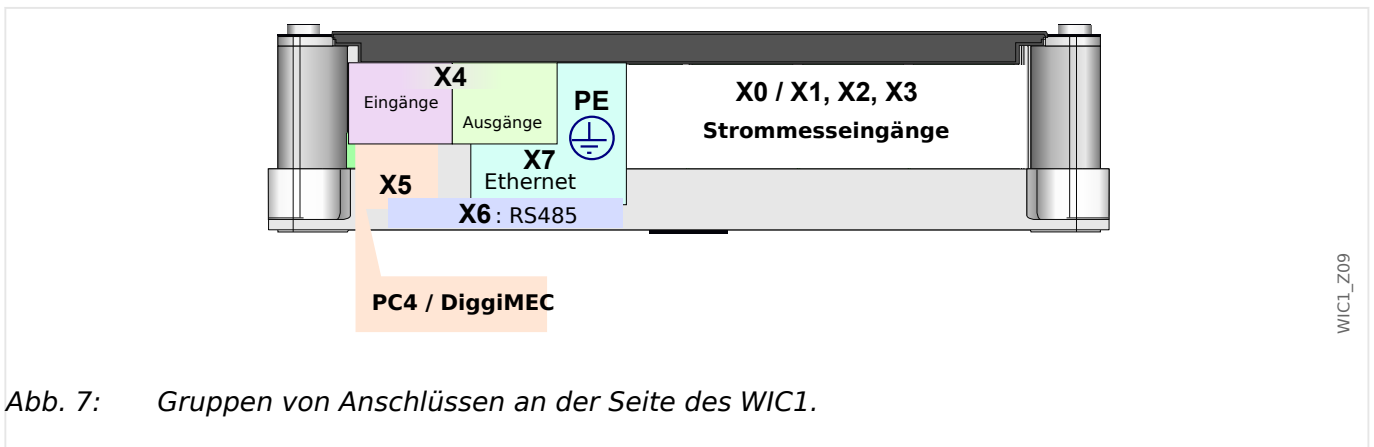 X4
Eingänge
Ausgänge
PE
X0 / X1, X2, X3
Strommesseingänge
X7
Ethernet
X5
X6 : RS485
PC4 / DiggiMEC
WIC1_Z09
Abb. 7: Gruppen von Anschlüssen an der Seite des WIC1.